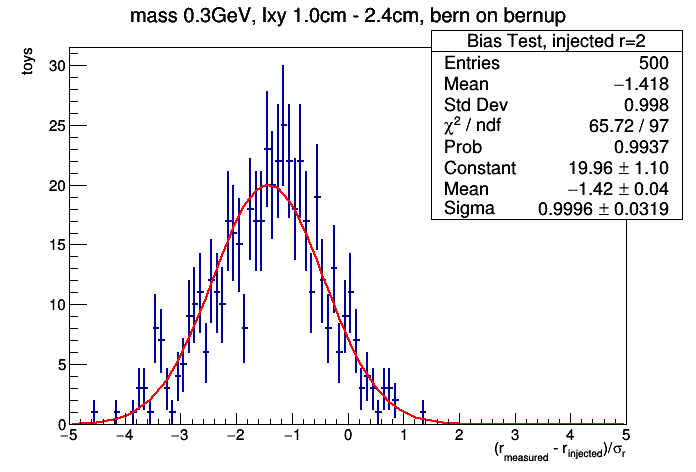 mass 0.3GeV, lxy 1.0cm - 2.4cm, bern on bernup
Bias Test, injected r=2
Entries 500
Mean −1.418
Std Dev 0.998
χ² / ndf 65.72 / 97
Prob 0.9937
Constant 19.96 ± 1.10
Mean −1.42 ± 0.04
Sigma 0.9996 ± 0.0319
toys
30
25
20
15
10
5
0
−5 −4 −3 −2 −1 0 1 2 3 4 5
(r_measured - r_injected)/σ_r